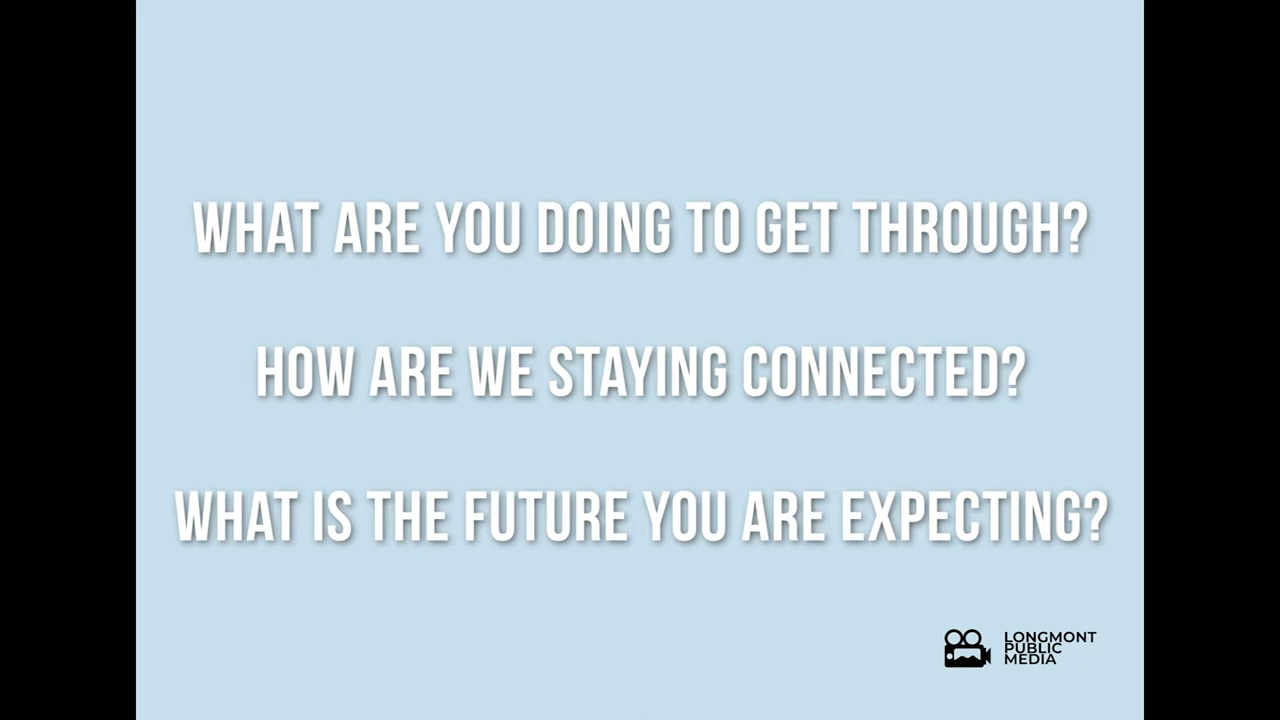 WHAT ARE YOU DOING TO GET THROUGH?
HOW ARE WE STAYING CONNECTED?
WHAT IS THE FUTURE YOU ARE EXPECTING?
LONGMONT
PUBLIC
MEDIA